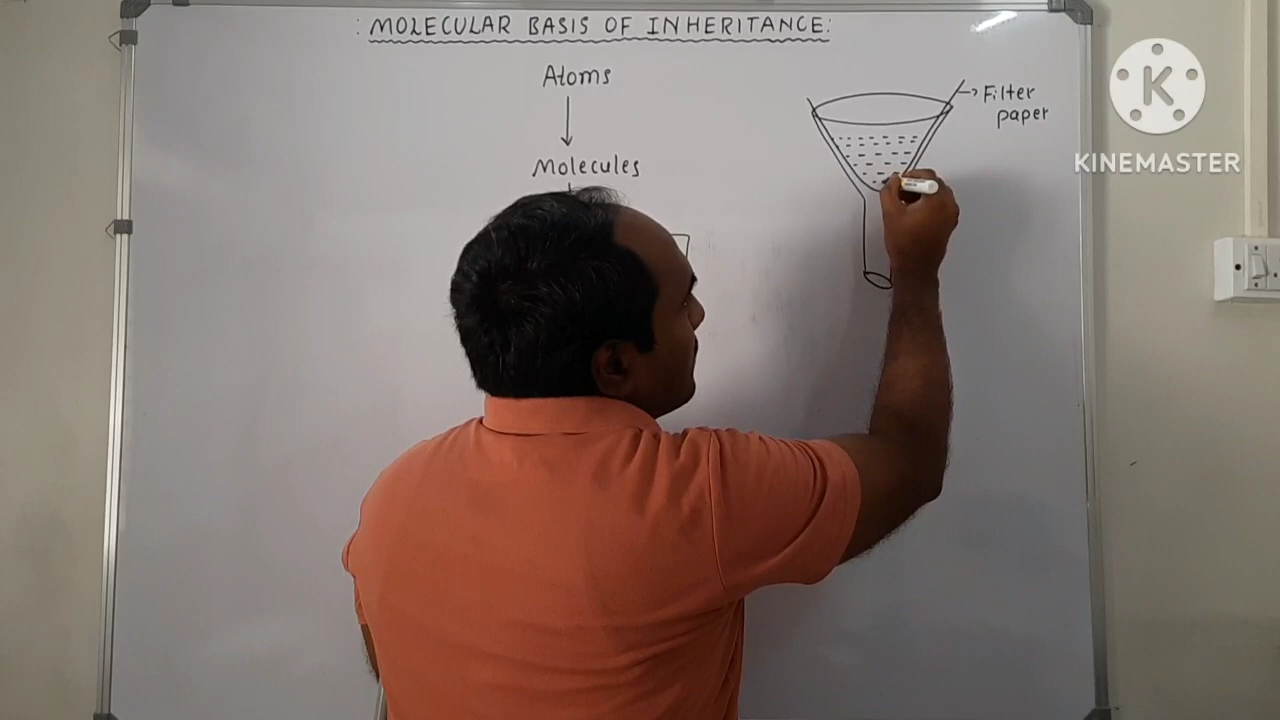 : MOLECULAR BASIS OF INHERITANCE:
Atoms
Molecules
Filter
paper
K
KINEMASTER